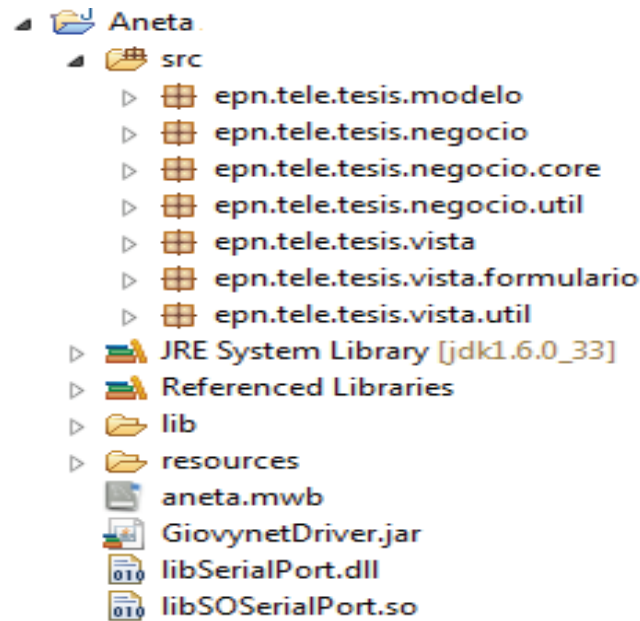 Aneta
src
epn.tele.tesis.modelo
epn.tele.tesis.negocio
epn.tele.tesis.negocio.core
epn.tele.tesis.negocio.util
epn.tele.tesis.vista
epn.tele.tesis.vista.formulario
epn.tele.tesis.vista.util
JRE System Library [jdk1.6.0_33]
Referenced Libraries
lib
resources
aneta.mwb
GiovynetDriver.jar
libSerialPort.dll
libSOSerialPort.so